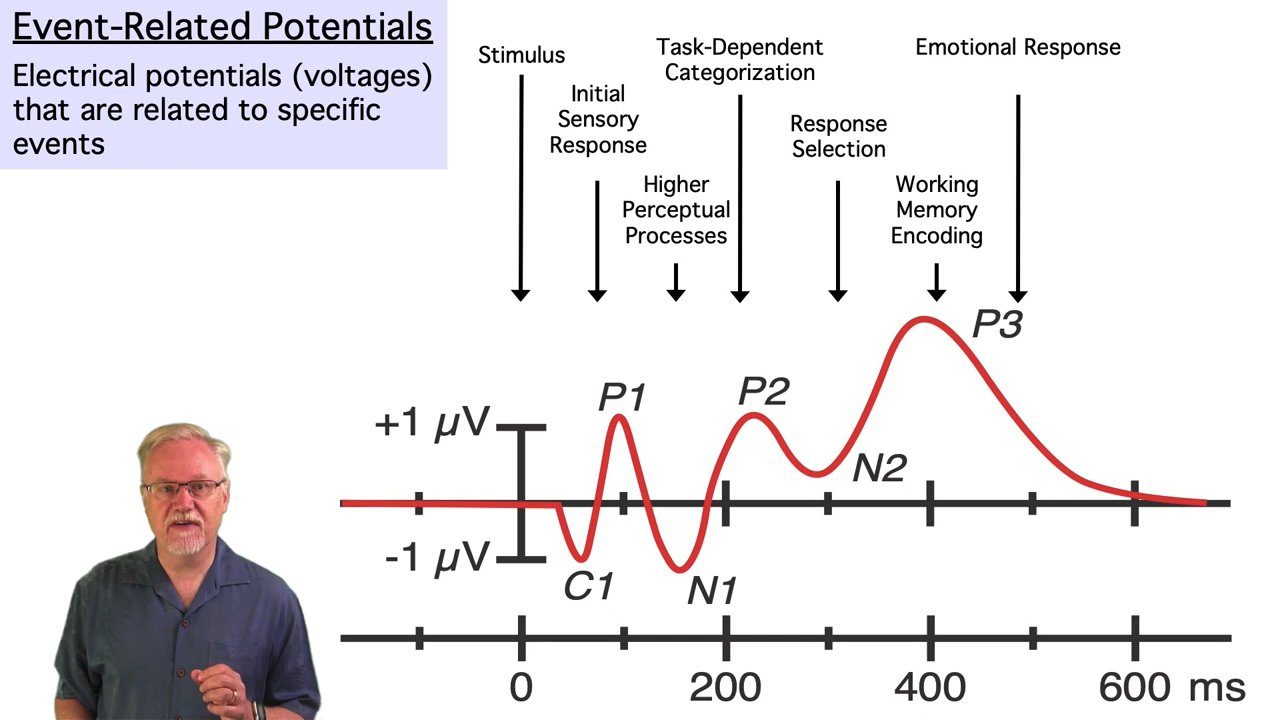 Event-Related Potentials
Electrical potentials (voltages)
that are related to specific
events
Stimulus
Initial
Sensory
Response
Higher
Perceptual
Processes
Task-Dependent
Categorization
Response
Selection
Working
Memory
Encoding
Emotional Response
+1 µV
-1 µV
C1
P1
N1
P2
N2
P3
0 200 400 600 ms